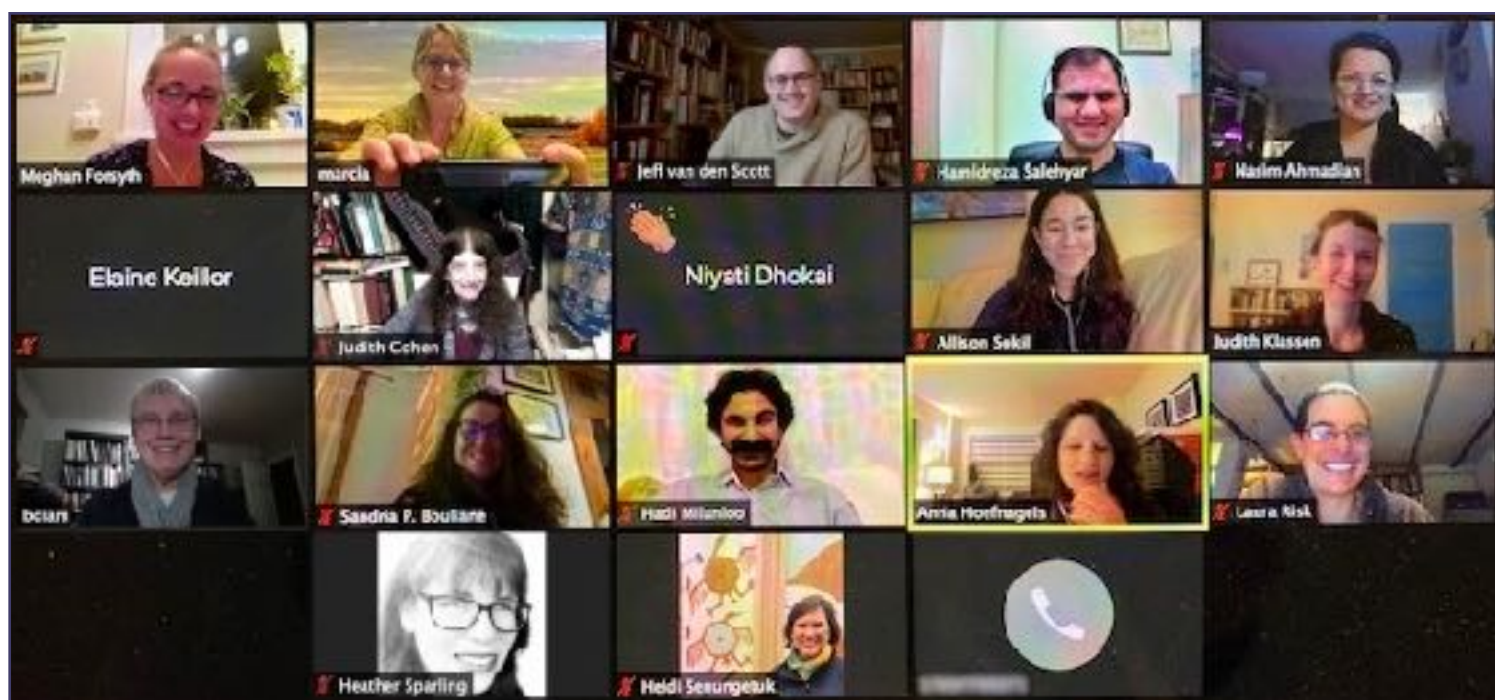 Meghan Forsyth
marcia
Jeff van den Scott
Hamidreza Salehyar
Nasim Ahmadian
Elaine Keillor
Judith Cohen
Niyati Dhokai
Allison
Judith Klassen
Sandria P. Bouliane
Hadi Milanloo
Anna Hoefnagels
Laura Risk
Heather Sparling
Heidi Senungetuk